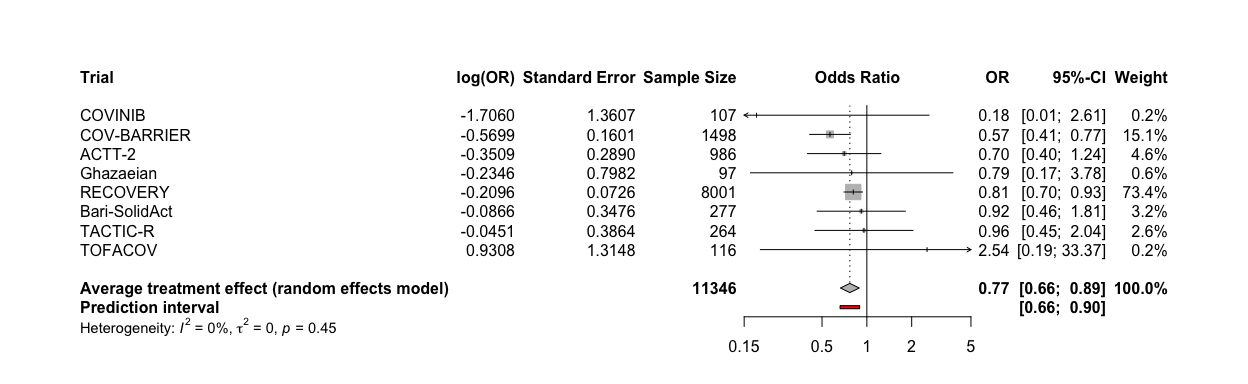 Trial log(OR) Standard Error Sample Size Odds Ratio OR 95%-CI Weight
COVINIB -1.7060 1.3607 107 0.18 [0.01; 2.61] 0.2%
COV-BARRIER -0.5699 0.1601 1498 0.57 [0.41; 0.77] 15.1%
ACTT-2 -0.3509 0.2890 986 0.70 [0.40; 1.24] 4.6%
Ghazaeian -0.2346 0.7982 97 0.79 [0.17; 3.78] 0.6%
RECOVERY -0.2096 0.0726 8001 0.81 [0.70; 0.93] 73.4%
Bari-SolidAct -0.0866 0.3476 277 0.92 [0.46; 1.81] 3.2%
TACTIC-R -0.0451 0.3864 264 0.96 [0.45; 2.04] 2.6%
TOFACOV 0.9308 1.3148 116 2.54 [0.19; 33.37] 0.2%
Average treatment effect (random effects model) 11346 0.77 [0.66; 0.89] 100.0%
Prediction interval [0.66; 0.90]
Heterogeneity: I² = 0%, τ² = 0, p = 0.45
0.15 0.5 1 2 5